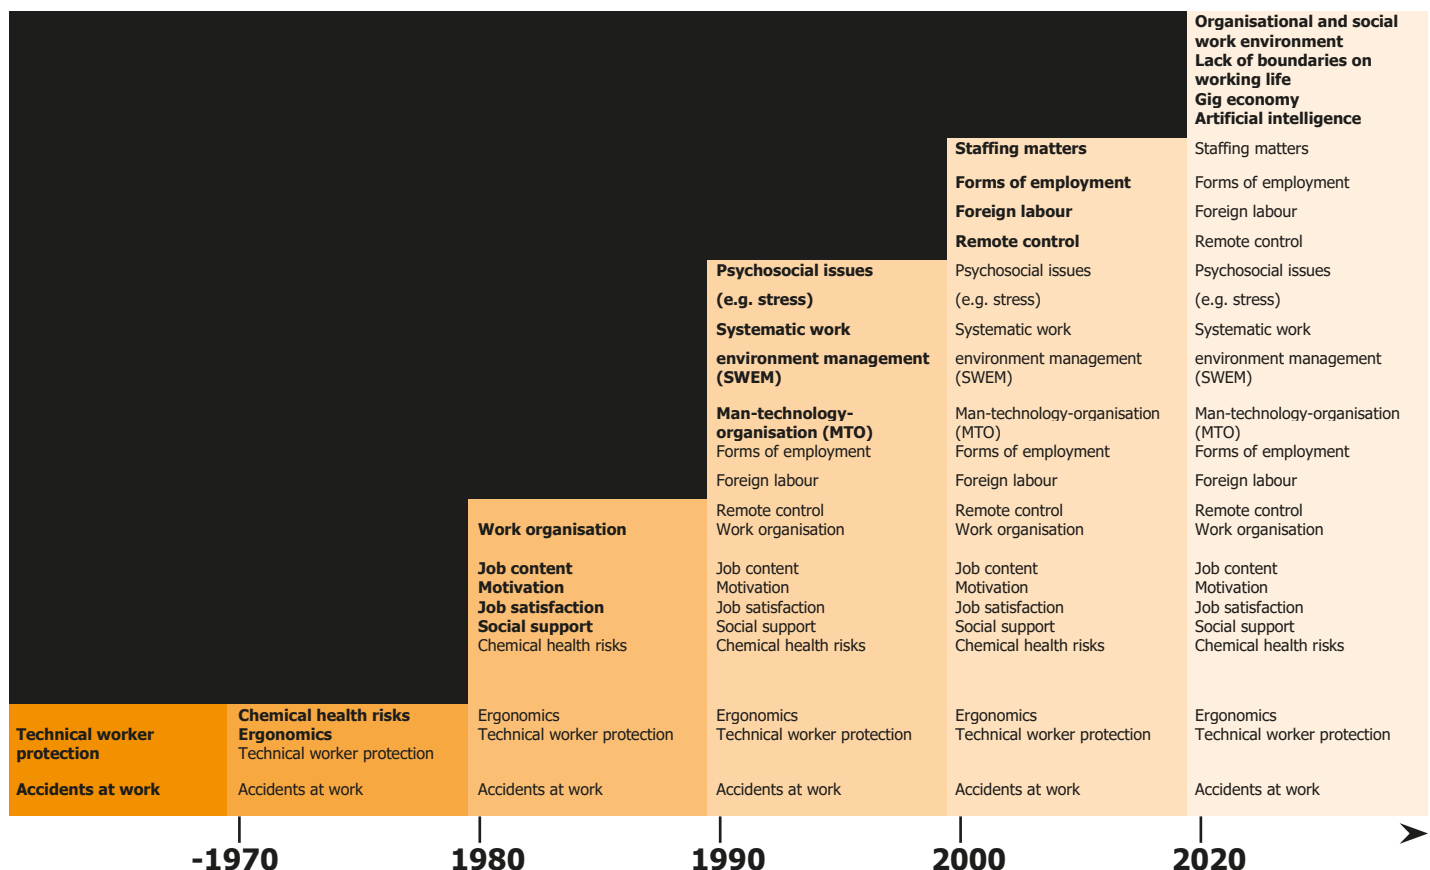 Technical worker
protection
Accidents at work
Chemical health risks
Ergonomics
Technical worker protection
Accidents at work
Work organisation
Job content
Motivation
Job satisfaction
Social support
Chemical health risks
Ergonomics
Technical worker protection
Accidents at work
Psychosocial issues
(e.g. stress)
Systematic work
environment management
(SWEM)
Man-technology-
organisation (MTO)
Forms of employment
Foreign labour
Remote control
Work organisation
Job content
Motivation
Job satisfaction
Social support
Chemical health risks
Ergonomics
Technical worker protection
Accidents at work
Staffing matters
Forms of employment
Foreign labour
Remote control
Psychosocial issues
(e.g. stress)
Systematic work
environment management
(SWEM)
Man-technology-organisation
(MTO)
Forms of employment
Foreign labour
Remote control
Work organisation
Job content
Motivation
Job satisfaction
Social support
Chemical health risks
Ergonomics
Technical worker protection
Accidents at work
Organisational and social
work environment
Lack of boundaries on
working life
Gig economy
Artificial intelligence
Staffing matters
Forms of employment
Foreign labour
Remote control
Psychosocial issues
(e.g. stress)
Systematic work
environment management
(SWEM)
Man-technology-organisation
(MTO)
Forms of employment
Foreign labour
Remote control
Work organisation
Job content
Motivation
Job satisfaction
Social support
Chemical health risks
Ergonomics
Technical worker protection
Accidents at work
-1970
1980
1990
2000
2020